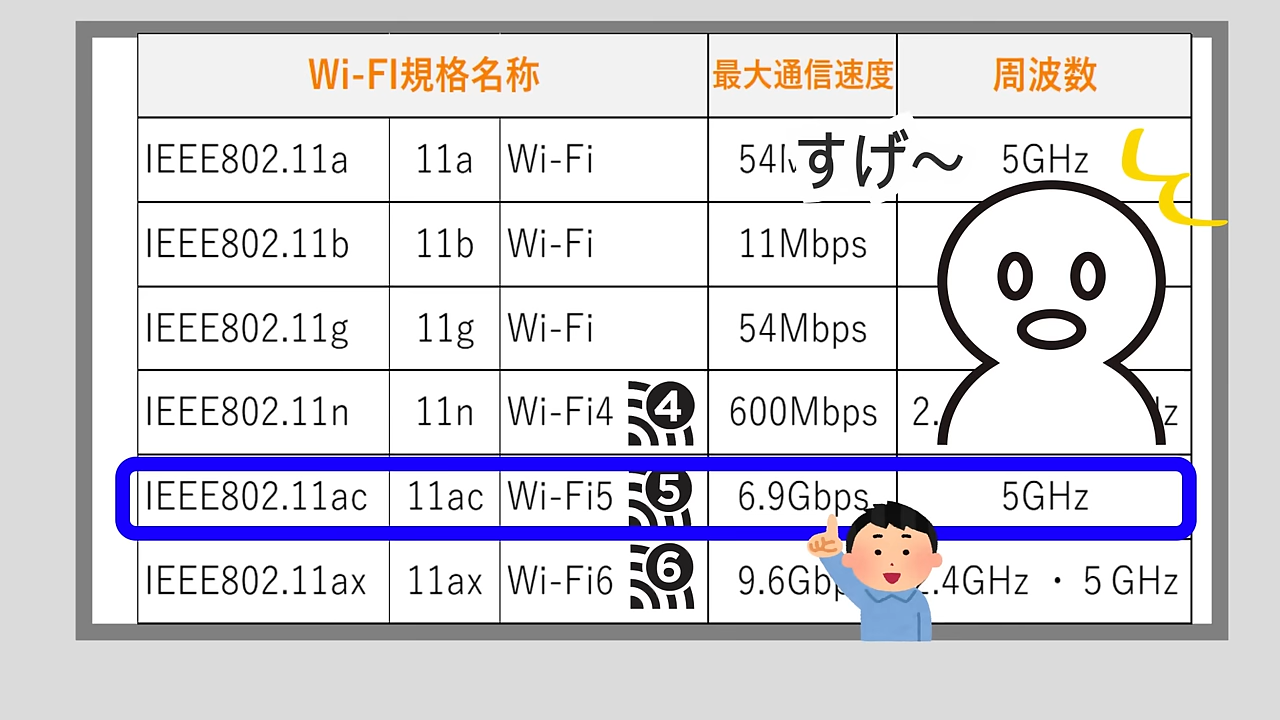 Wi-FI規格名称 最大通信速度 周波数
IEEE802.11a 11a Wi-Fi 5GHz
すげ〜
IEEE802.11b 11b Wi-Fi 11Mbps
IEEE802.11g 11g Wi-Fi 54Mbps
IEEE802.11n 11n Wi-Fi4 4 600Mbps
IEEE802.11ac 11ac Wi-Fi5 5 6.9Gbps 5GHz
IEEE802.11ax 11ax Wi-Fi6 6 .4GHz ・ 5 GHz